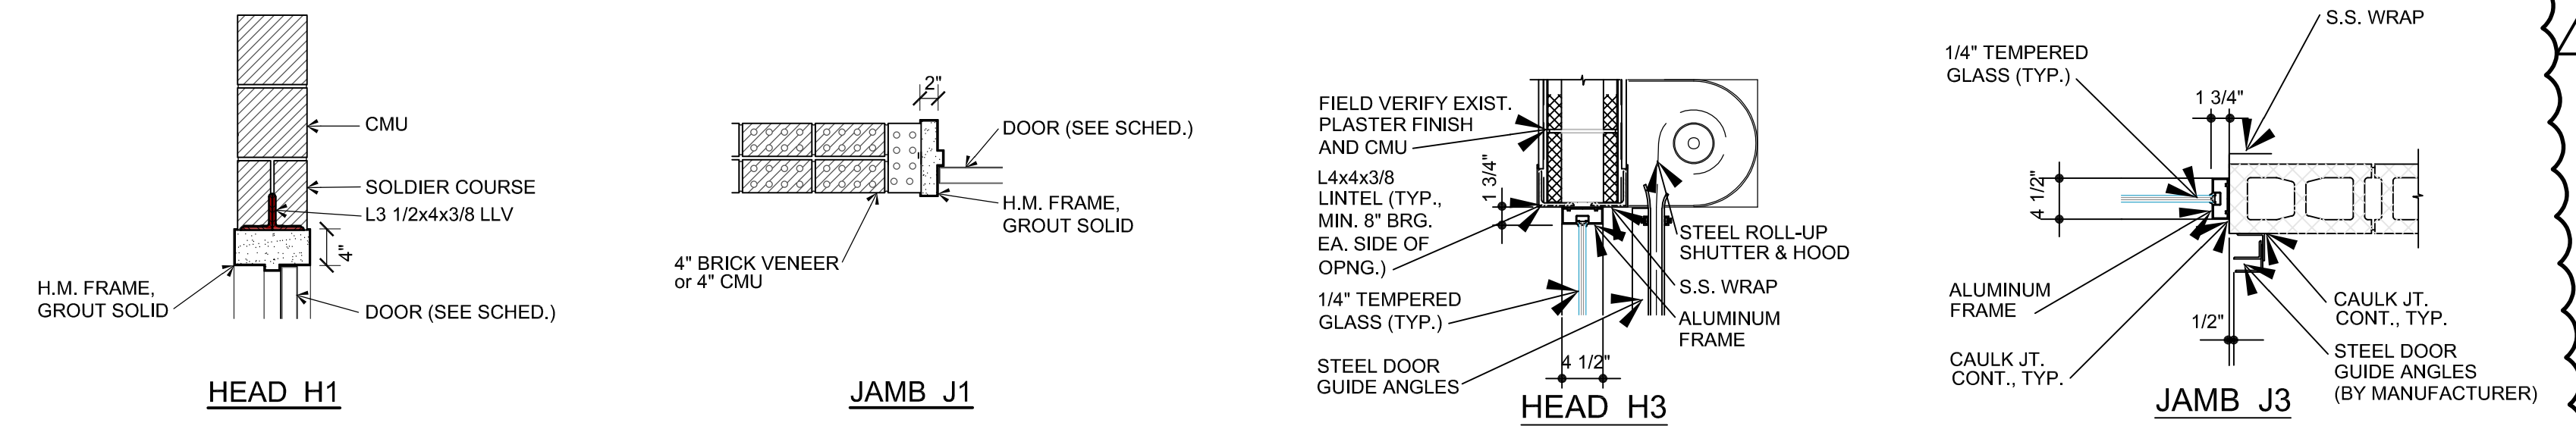 CMU
SOLDIER COURSE
L3 1/2x4x3/8 LLV
4"
H.M. FRAME,
GROUT SOLID
DOOR (SEE SCHED.)
HEAD H1
2"
DOOR (SEE SCHED.)
H.M. FRAME,
GROUT SOLID
4" BRICK VENEER
or 4" CMU
JAMB J1
FIELD VERIFY EXIST.
PLASTER FINISH
AND CMU
1 3/4"
L4x4x3/8
LINTEL (TYP.,
MIN. 8" BRG.
EA. SIDE OF
OPNG.)
1/4" TEMPERED
GLASS (TYP.)
STEEL DOOR
GUIDE ANGLES
4 1/2"
STEEL ROLL-UP
SHUTTER & HOOD
S.S. WRAP
ALUMINUM
FRAME
HEAD H3
S.S. WRAP
1/4" TEMPERED
GLASS (TYP.)
1 3/4"
4 1/2"
ALUMINUM
FRAME
CAULK JT.
CONT., TYP.
1/2"
CAULK JT.
CONT., TYP.
STEEL DOOR
GUIDE ANGLES
(BY MANUFACTURER)
JAMB J3